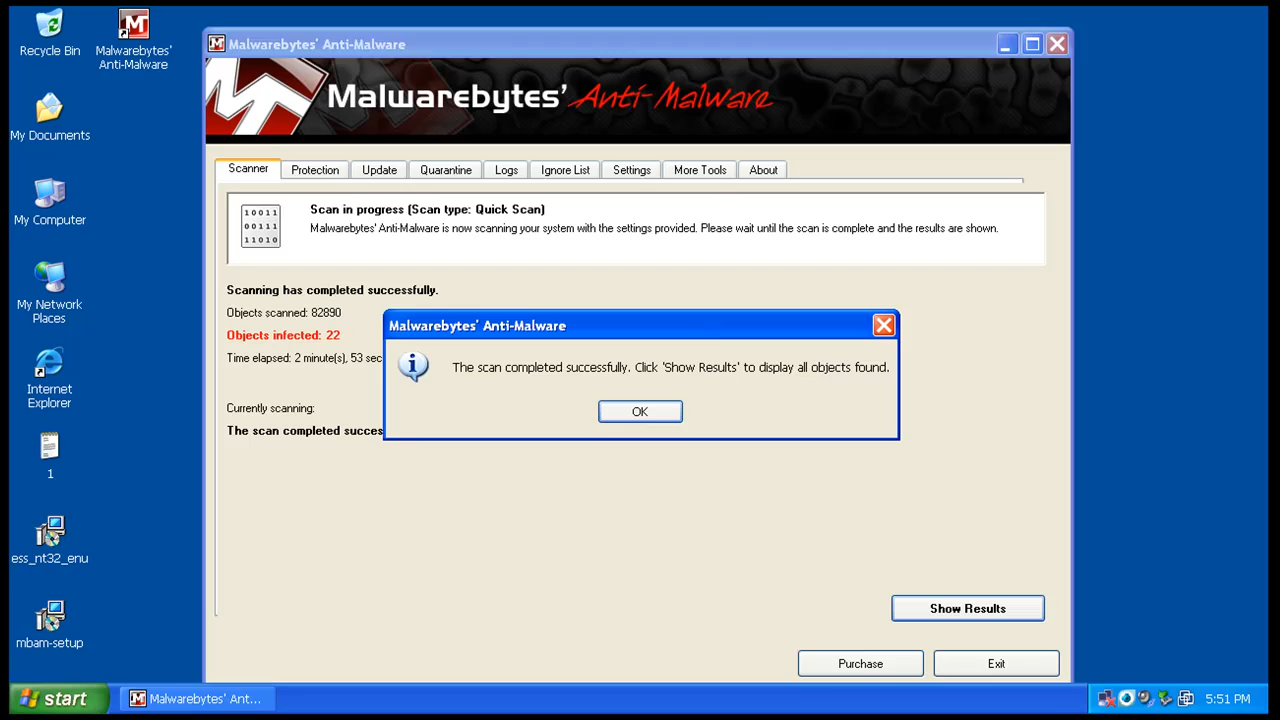 Recycle Bin
Malwarebytes'
Anti-Malware
My Documents
My Computer
My Network
Places
Internet
Explorer
1
ess_nt32_enu
mbam-setup
Malwarebytes' Anti-Malware
Malwarebytes' Anti-Malware
Scanner
Protection
Update
Quarantine
Logs
Ignore List
Settings
More Tools
About
10011
00111
11010
Scan in progress (Scan type: Quick Scan)
Malwarebytes' Anti-Malware is now scanning your system with the settings provided. Please wait until the scan is complete and the results are shown.
Scanning has completed successfully.
Objects scanned: 82890
Objects infected: 22
Time elapsed: 2 minute(s), 53 sec
Currently scanning:
The scan completed succes
Malwarebytes' Anti-Malware
The scan completed successfully. Click 'Show Results' to display all objects found.
OK
Show Results
Purchase
Exit
start
Malwarebytes' Ant...
5:51 PM